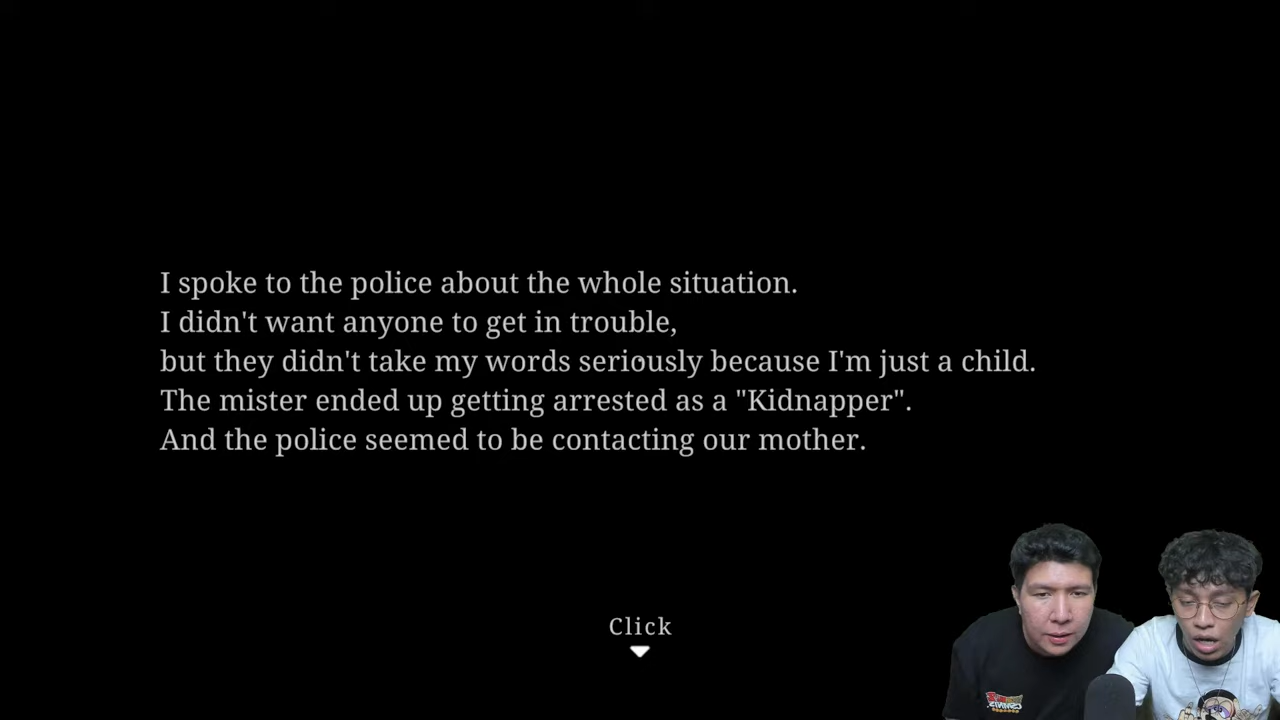 I spoke to the police about the whole situation.
I didn't want anyone to get in trouble,
but they didn't take my words seriously because I'm just a child.
The mister ended up getting arrested as a "Kidnapper".
And the police seemed to be contacting our mother.
Click